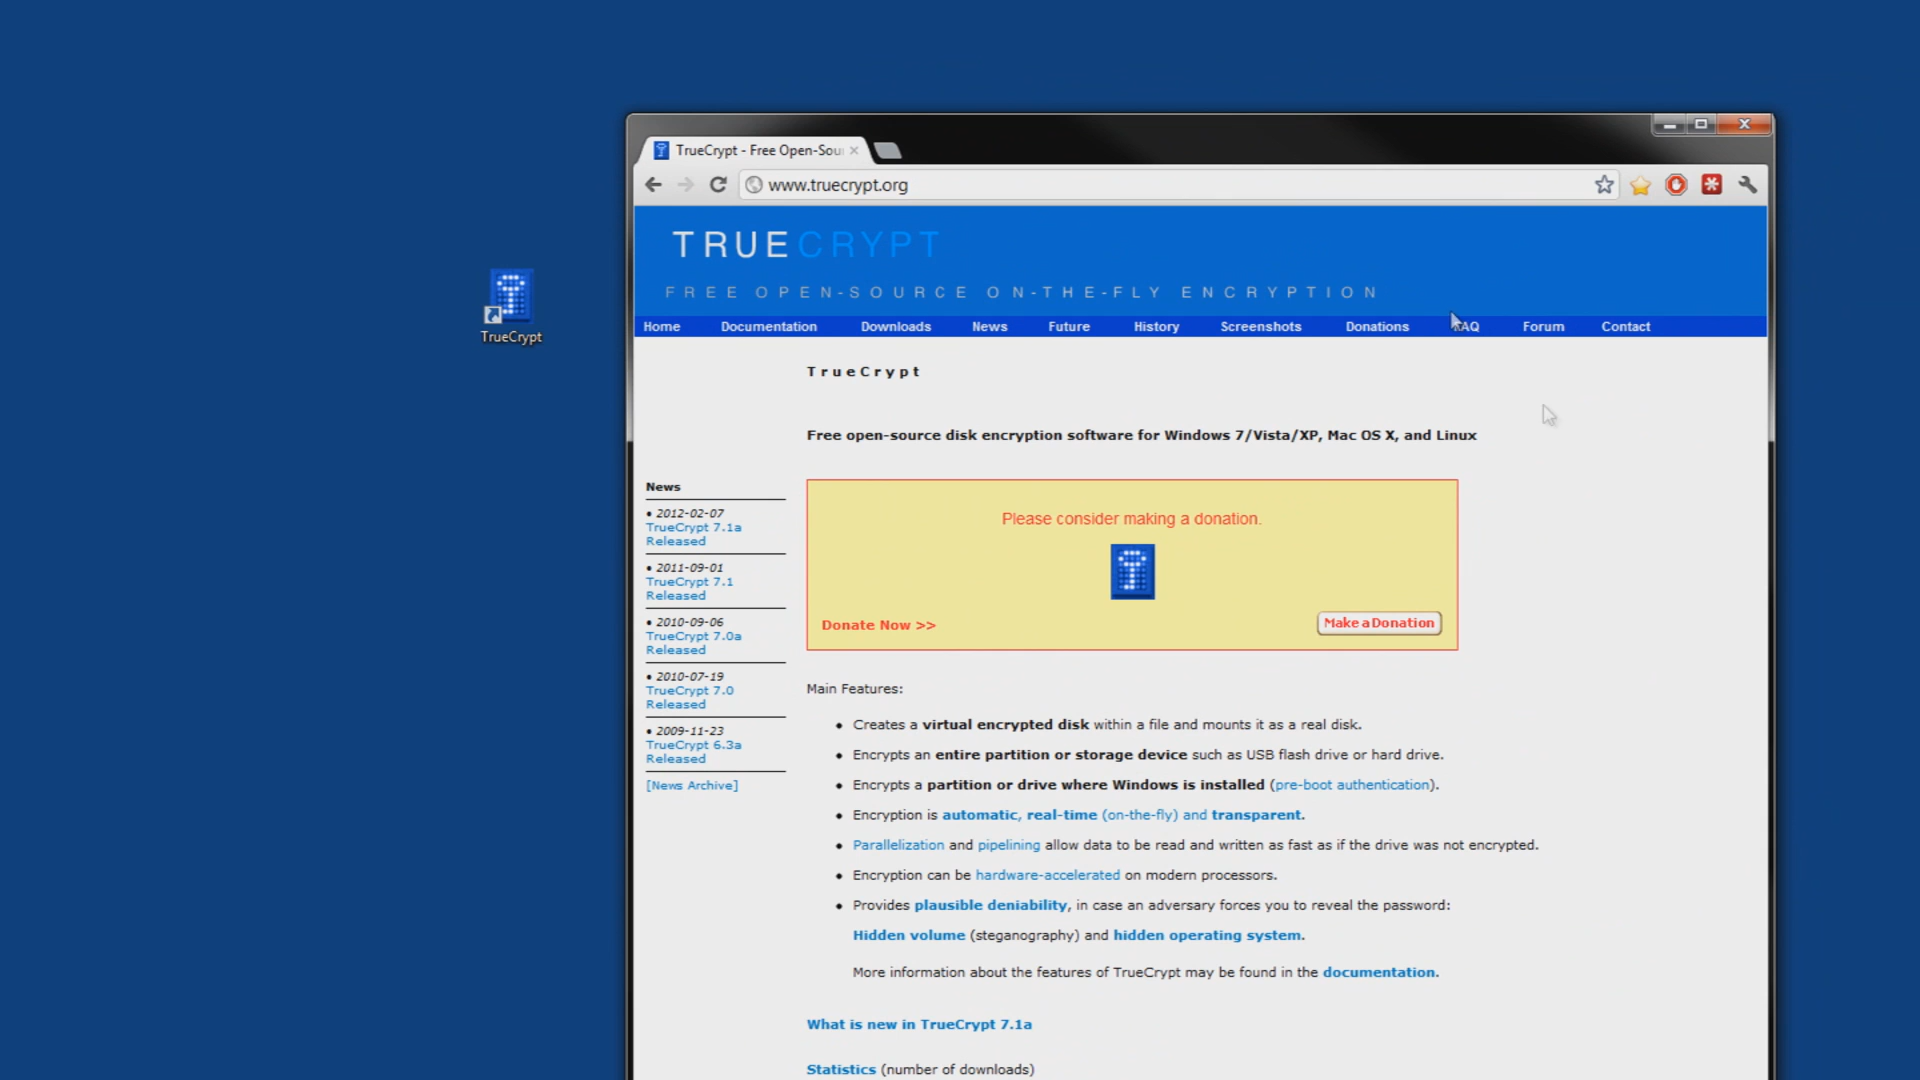 TrueCrypt - Free Open-Sou
www.truecrypt.org
TRUECRYPT
FREE OPEN-SOURCE ON-THE-FLY ENCRYPTION
Home Documentation Downloads News Future History Screenshots Donations FAQ Forum Contact
TrueCrypt
TrueCrypt
Free open-source disk encryption software for Windows 7/Vista/XP, Mac OS X, and Linux
News
• 2012-02-07
TrueCrypt 7.1a
Released
• 2011-09-01
TrueCrypt 7.1
Released
• 2010-09-06
TrueCrypt 7.0a
Released
• 2010-07-19
TrueCrypt 7.0
Released
• 2009-11-23
TrueCrypt 6.3a
Released
[News Archive]
Please consider making a donation.
Donate Now >>
Make a Donation
Main Features:
• Creates a virtual encrypted disk within a file and mounts it as a real disk.
• Encrypts an entire partition or storage device such as USB flash drive or hard drive.
• Encrypts a partition or drive where Windows is installed (pre-boot authentication).
• Encryption is automatic, real-time (on-the-fly) and transparent.
• Parallelization and pipelining allow data to be read and written as fast as if the drive was not encrypted.
• Encryption can be hardware-accelerated on modern processors.
• Provides plausible deniability, in case an adversary forces you to reveal the password:
Hidden volume (steganography) and hidden operating system.
More information about the features of TrueCrypt may be found in the documentation.
What is new in TrueCrypt 7.1a
Statistics (number of downloads)